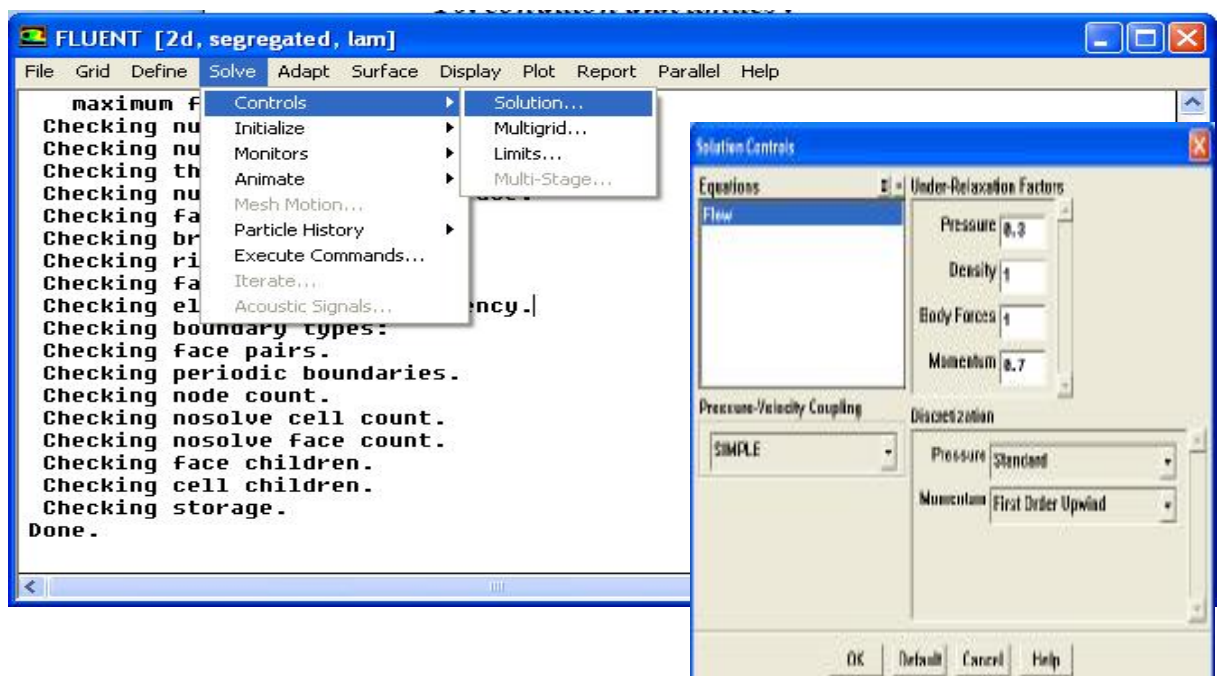 FLUENT [2d, segregated, lam]
File Grid Define Solve Adapt Surface Display Plot Report Parallel Help
maximum f
Checking nu
Checking nu
Checking th
Checking nu
Checking fa
Checking br
Checking ri
Checking fa
Checking el ency.
Checking boundary types:
Checking face pairs.
Checking periodic boundaries.
Checking node count.
Checking nosolve cell count.
Checking nosolve face count.
Checking face children.
Checking cell children.
Checking storage.
Done.
Controls
Initialize
Monitors
Animate
Mesh Motion...
Particle History
Execute Commands...
Iterate...
Acoustic Signals...
Solution...
Multigrid...
Limits...
Multi-Stage...
Solution Controls
Equations
Flow
Under-Relaxation Factors
Pressure 0.3
Density 1
Body Forces 1
Momentum 0.7
Pressure-Velocity Coupling
SIMPLE
Discretization
Pressure Standard
Momentum First Order Upwind
OK Default Cancel Help